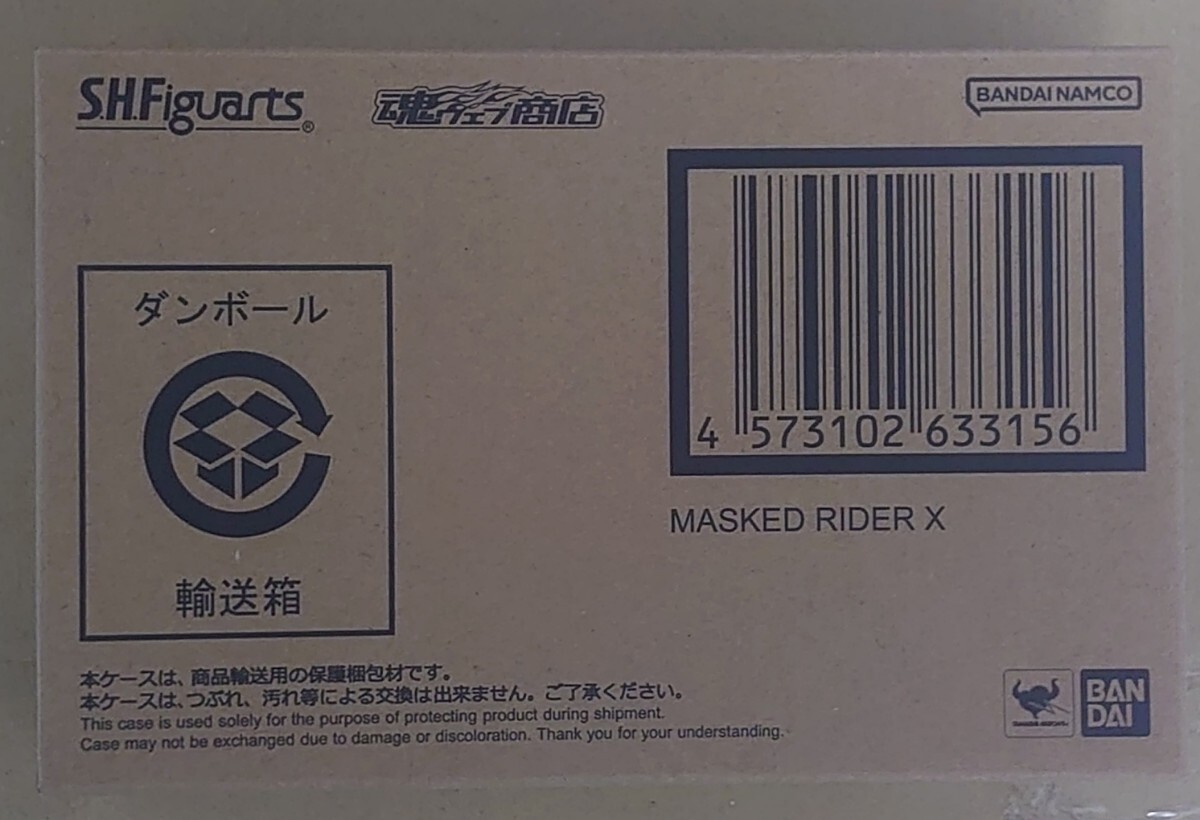 S.H.Figuarts®
魂ウェブ商店
BANDAI NAMCO
4 573102 633156
MASKED RIDER X
ダンボール
輸送箱
本ケースは、商品輸送用の保護梱包材です。
本ケースは、つぶれ、汚れ等による交換は出来ません。ご了承ください。
This case is used solely for the purpose of protecting product during shipment.
Case may not be exchanged due to damage or discoloration. Thank you for your understanding.
BAN
DAI